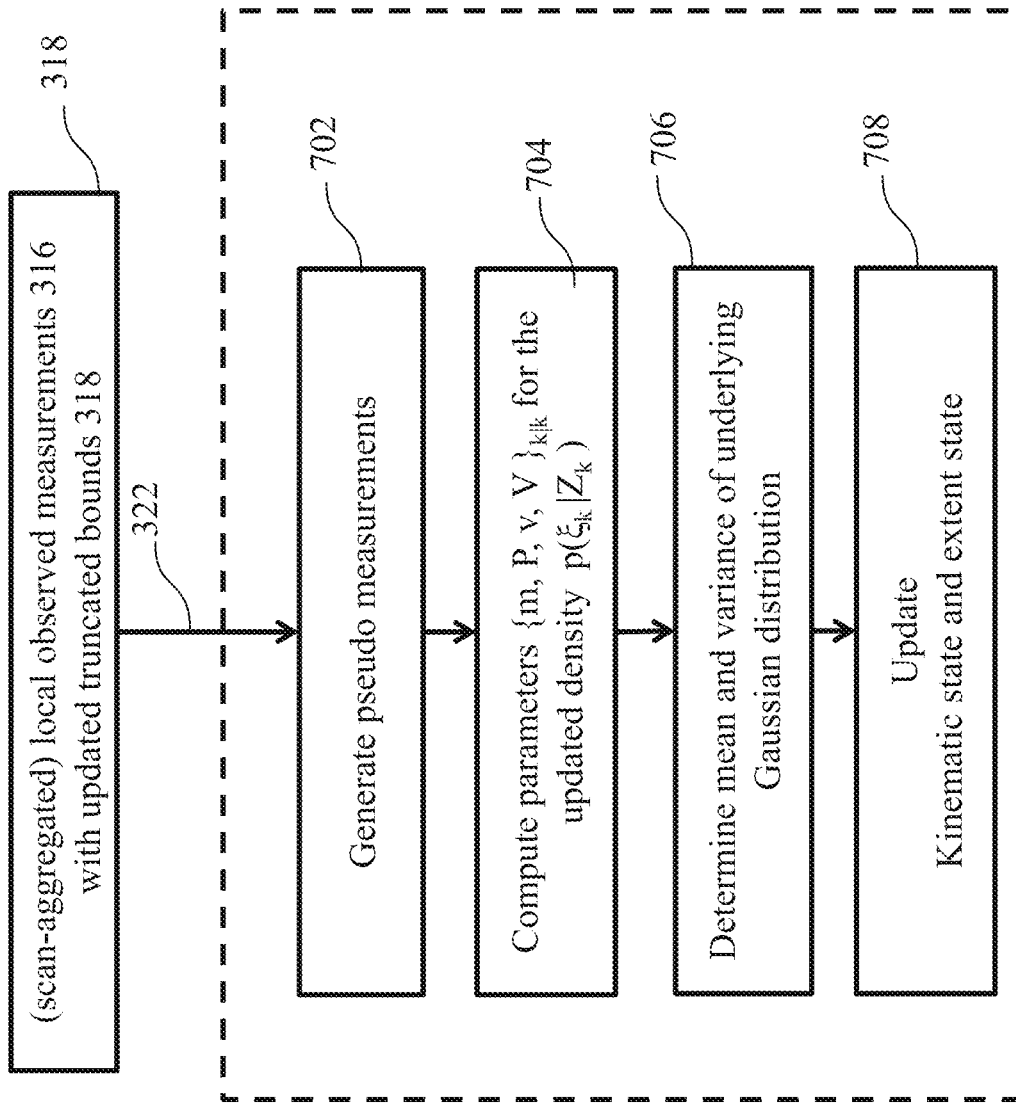 (scan-aggregated) local observed measurements 316
with updated truncated bounds 318
318
322
Generate pseudo measurements
702
Compute parameters {m, P, v, V }k|k for the
updated density p(ξk |Zk )
704
Determine mean and variance of underlying
Gaussian distribution
706
Update
Kinematic state and extent state
708